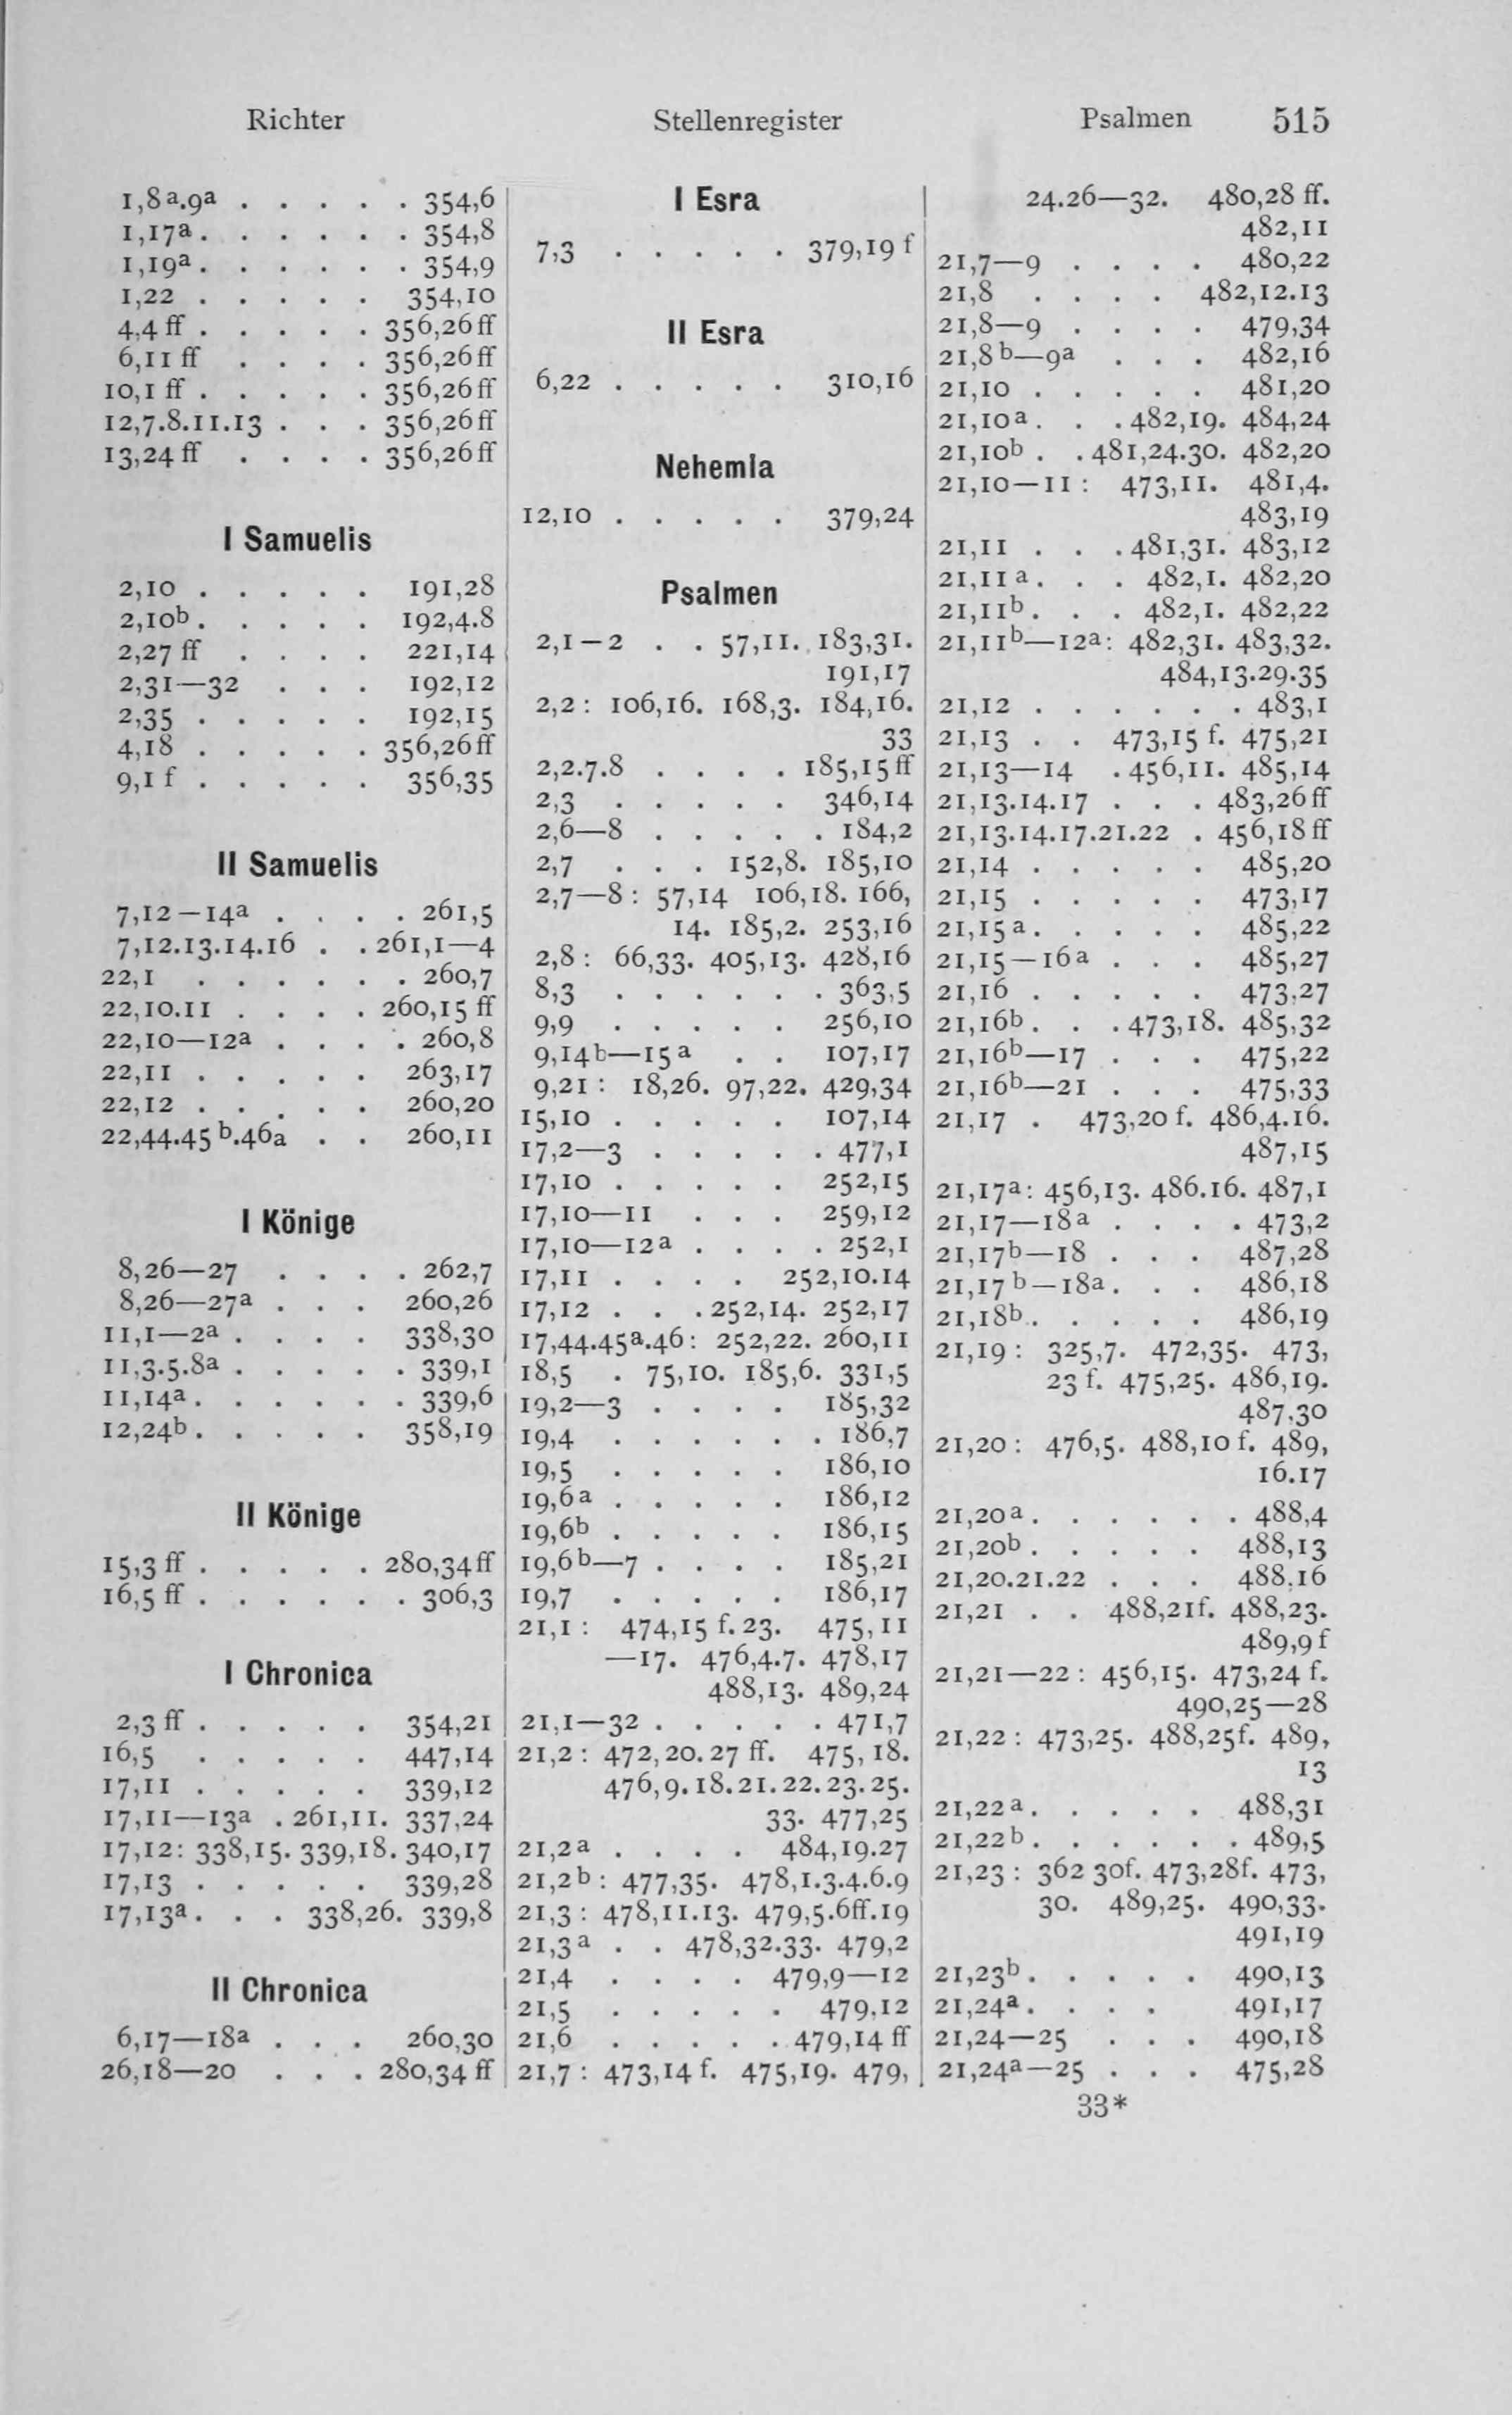 Richter Stellenregister Psalmen 515
1,8a.9a . . . . . 354,6
1,17a. . . . . . . 354,8
1,19a. . . . . . . 354,9
1,22 . . . . . 354,10
4,4 ff . . . . . 356,26 ff
6,11 ff . . . . 356,26 ff
10,1 ff . . . . . 356,26 ff
12,7.8.11.13 . . . 356,26 ff
13,24 ff . . . . 356,26 ff
I Samuelis
2,10 . . . . . 191,28
2,10b. . . . . 192,4.8
2,27 ff . . . . 221,14
2,31—32 . . . 192,12
2,35 . . . . . 192,15
4,18 . . . . . 356,26 ff
9,1 f . . . . . 356,35
II Samuelis
7,12—14a . . . . 261,5
7,12.13.14.16 . . 261,1—4
22,1 . . . . . . 260,7
22,10.11 . . . . 260,15 ff
22,10—12a . . . . 260,8
22,11 . . . . . 263,17
22,12 . . . . . 260,20
22,44.45b.46a . . 260,11
I Könige
8,26—27 . . . . 262,7
8,26—27a . . . 260,26
11,1—2a . . . . 338,30
11,3.5.8a . . . . . 339,1
11,14a. . . . . . 339,6
12,24b. . . . . 358,19
II Könige
15,3 ff . . . . . 280,34 ff
16,5 ff . . . . . . 306,3
I Chronica
2,3 ff . . . . . 354,21
16,5 . . . . . 447,14
17,11 . . . . . 339,12
17,11—13a . 261,11. 337,24
17,12: 338,15. 339,18. 340,17
17,13 . . . . . 339,28
17,13a. . . 338,26. 339,8
II Chronica
6,17—18a . . . 260,30
26,18—20 . . . 280,34 ff
I Esra
7,3 . . . . . 379,19 f
II Esra
6,22 . . . . . 310,16
Nehemia
12,10 . . . . . 379,24
Psalmen
2,1—2 . . 57,11. 183,31.
191,17
2,2: 106,16. 168,3. 184,16.
33
2,2.7.8 . . . . 185,15 ff
2,3 . . . . . 346,14
2,6—8 . . . . . 184,2
2,7 . . . 152,8. 185,10
2,7—8: 57,14 106,18. 166,
14. 185,2. 253,16
2,8: 66,33. 405,13. 428,16
8,3 . . . . . . 363,5
9,9 . . . . . 256,10
9,14b—15a . . 107,17
9,21: 18,26. 97,22. 429,34
15,10 . . . . . 107,14
17,2—3 . . . . . 477,1
17,10 . . . . . 252,15
17,10—11 . . . 259,12
17,10—12a . . . . 252,1
17,11 . . . . 252,10.14
17,12 . . . 252,14. 252,17
17,44.45a.46: 252,22. 260,11
18,5 . 75,10. 185,6. 331,5
19,2—3 . . . . 185,32
19,4 . . . . . . 186,7
19,5 . . . . . 186,10
19,6a . . . . . 186,12
19,6b . . . . . 186,15
19,6b—7 . . . . 185,21
19,7 . . . . . 186,17
21,1: 474,15 f. 23. 475,11
—17. 476,4.7. 478,17
488,13. 489,24
21,1—32 . . . . . 471,7
21,2: 472,20.27 ff. 475,18.
476,9.18.21.22.23.25.
33. 477,25
21,2a . . . . 484,19.27
21,2b: 477,35. 478,1.3.4.6.9
21,3: 478,11.13. 479,5.6ff.19
21,3a . . 478,32.33. 479,2
21,4 . . . . 479,9—12
21,5 . . . . . 479,12
21,6 . . . . . 479,14 ff
21,7: 473,14 f. 475,19. 479,
24.26—32. 480,28 ff.
482,11
21,7—9 . . . . 480,22
21,8 . . . . 482,12.13
21,8—9 . . . . 479,34
21,8b—9a . . . 482,16
21,10 . . . . . 481,20
21,10a. . . 482,19. 484,24
21,10b . . 481,24.30. 482,20
21,10—11: 473,11. 481,4.
483,19
21,11 . . . 481,31. 483,12
21,11a. . . 482,1. 482,20
21,11b. . . 482,1. 482,22
21,11b—12a: 482,31. 483,32.
484,13.29.35
21,12 . . . . . . 483,1
21,13 . . 473,15 f. 475,21
21,13—14 . 456,11. 485,14
21,13.14.17 . . . 483,26 ff
21,13.14.17.21.22 . 456,18 ff
21,14 . . . . . 485,20
21,15 . . . . . 473,17
21,15a. . . . . 485,22
21,15—16a . . . 485,27
21,16 . . . . . 473,27
21,16b. . . 473,18. 485,32
21,16b—17 . . . 475,22
21,16b—21 . . . 475,33
21,17 . 473,20 f. 486,4.16.
487,15
21,17a: 456,13. 486.16. 487,1
21,17—18a . . . . 473,2
21,17b—18 . . . 487,28
21,17b—18a. . . 486,18
21,18b. . . . . 486,19
21,19: 325,7. 472,35. 473,
23 f. 475,25. 486,19.
487,30
21,20: 476,5. 488,10 f. 489,
16.17
21,20a. . . . . . 488,4
21,20b. . . . . 488,13
21,20.21.22 . . . 488,16
21,21 . . 488,21f. 488,23.
489,9 f
21,21—22: 456,15. 473,24 f.
490,25—28
21,22: 473,25. 488,25f. 489,
13
21,22a. . . . . 488,31
21,22b. . . . . . 489,5
21,23: 362 30f. 473,28f. 473,
30. 489,25. 490,33.
491,19
21,23b. . . . . 490,13
21,24a. . . . 491,17
21,24—25 . . . 490,18
21,24a—25 . . . 475,28
33*